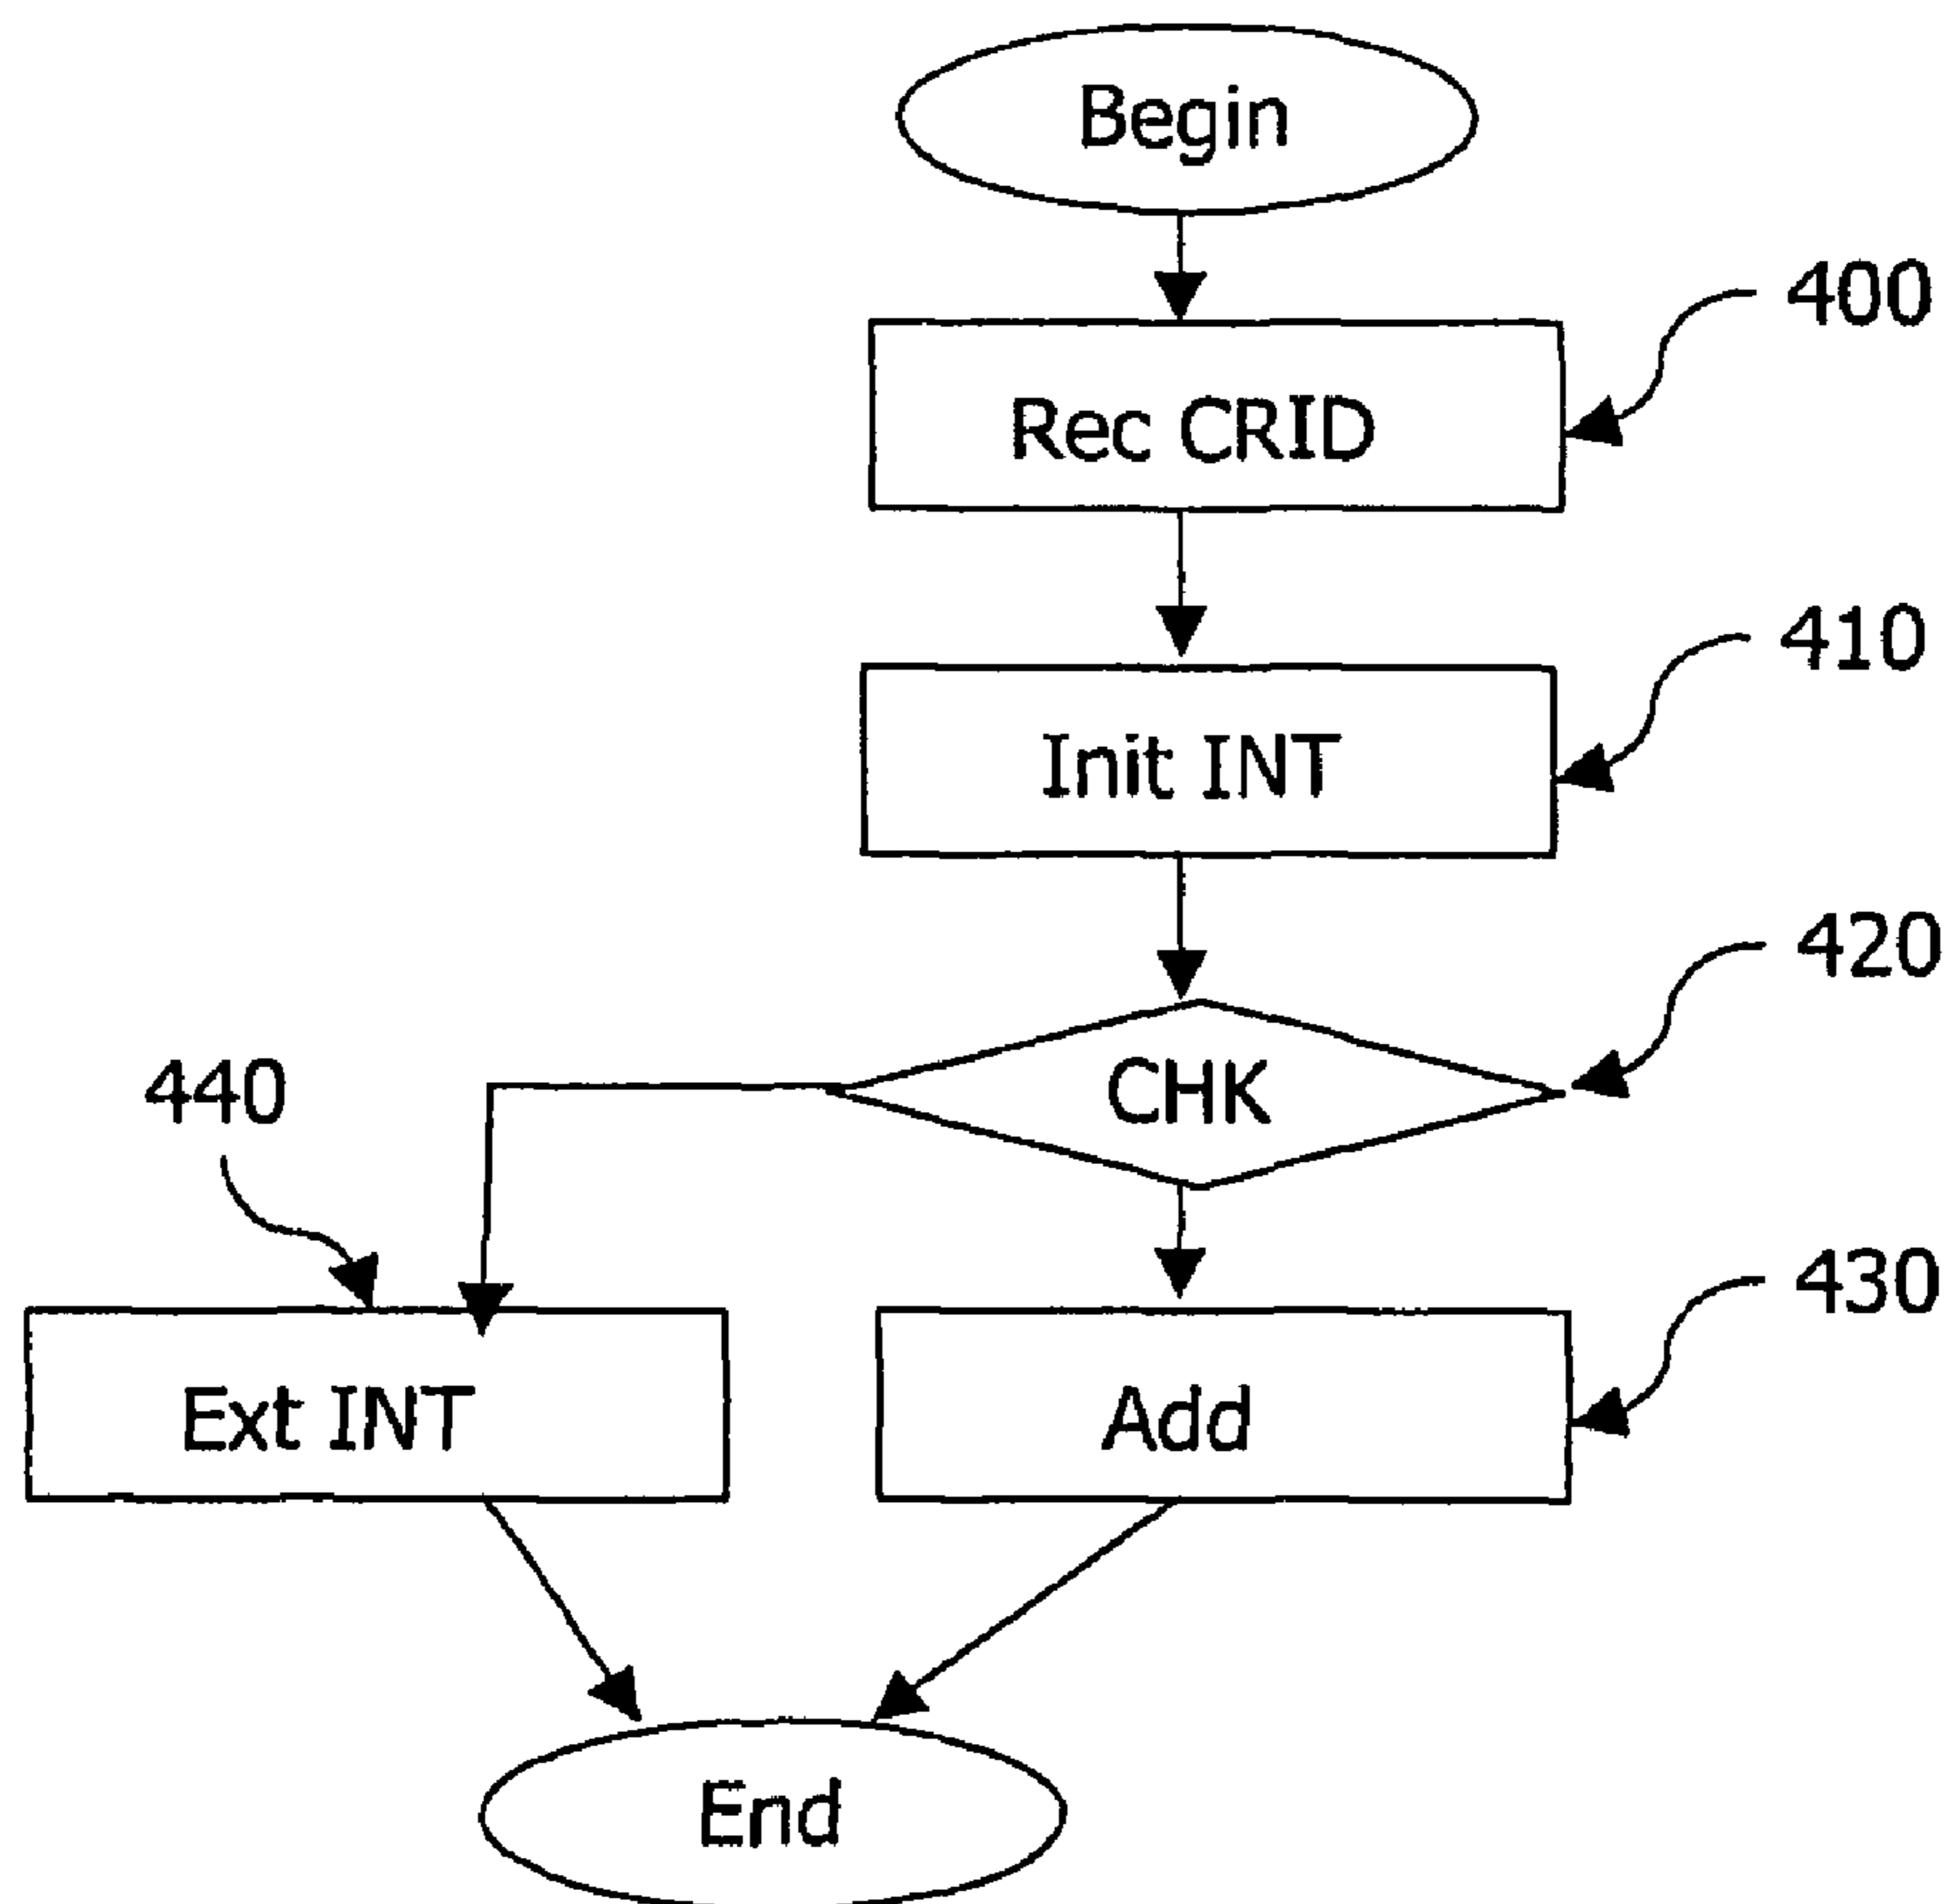 Begin
400
Rec CRID
410
Init INT
420
CHK
440
430
Ext INT
Add
End